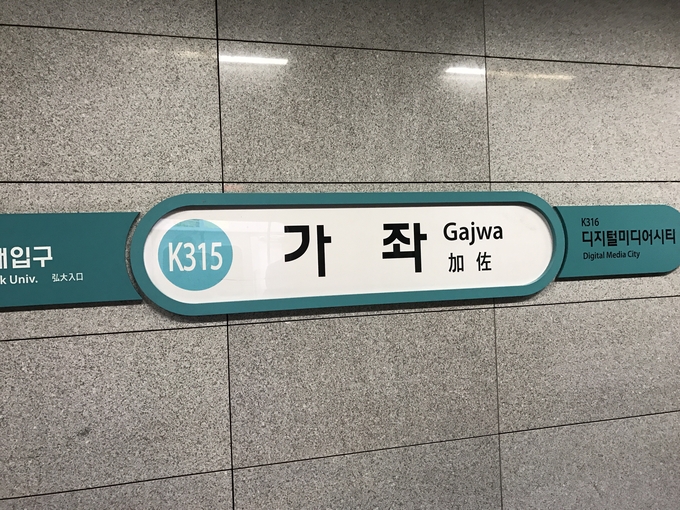 대입구
k Univ. 弘大入口
K315
가 좌
Gajwa
加 佐
K316
디지털미디어시티
Digital Media City